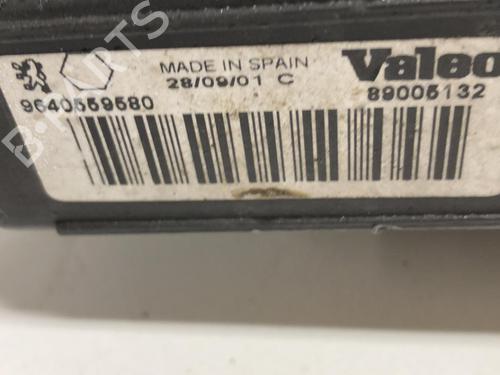 MADE IN SPAIN
28/09/01 C
Valeo
9640559580
89005132
B-PARTS